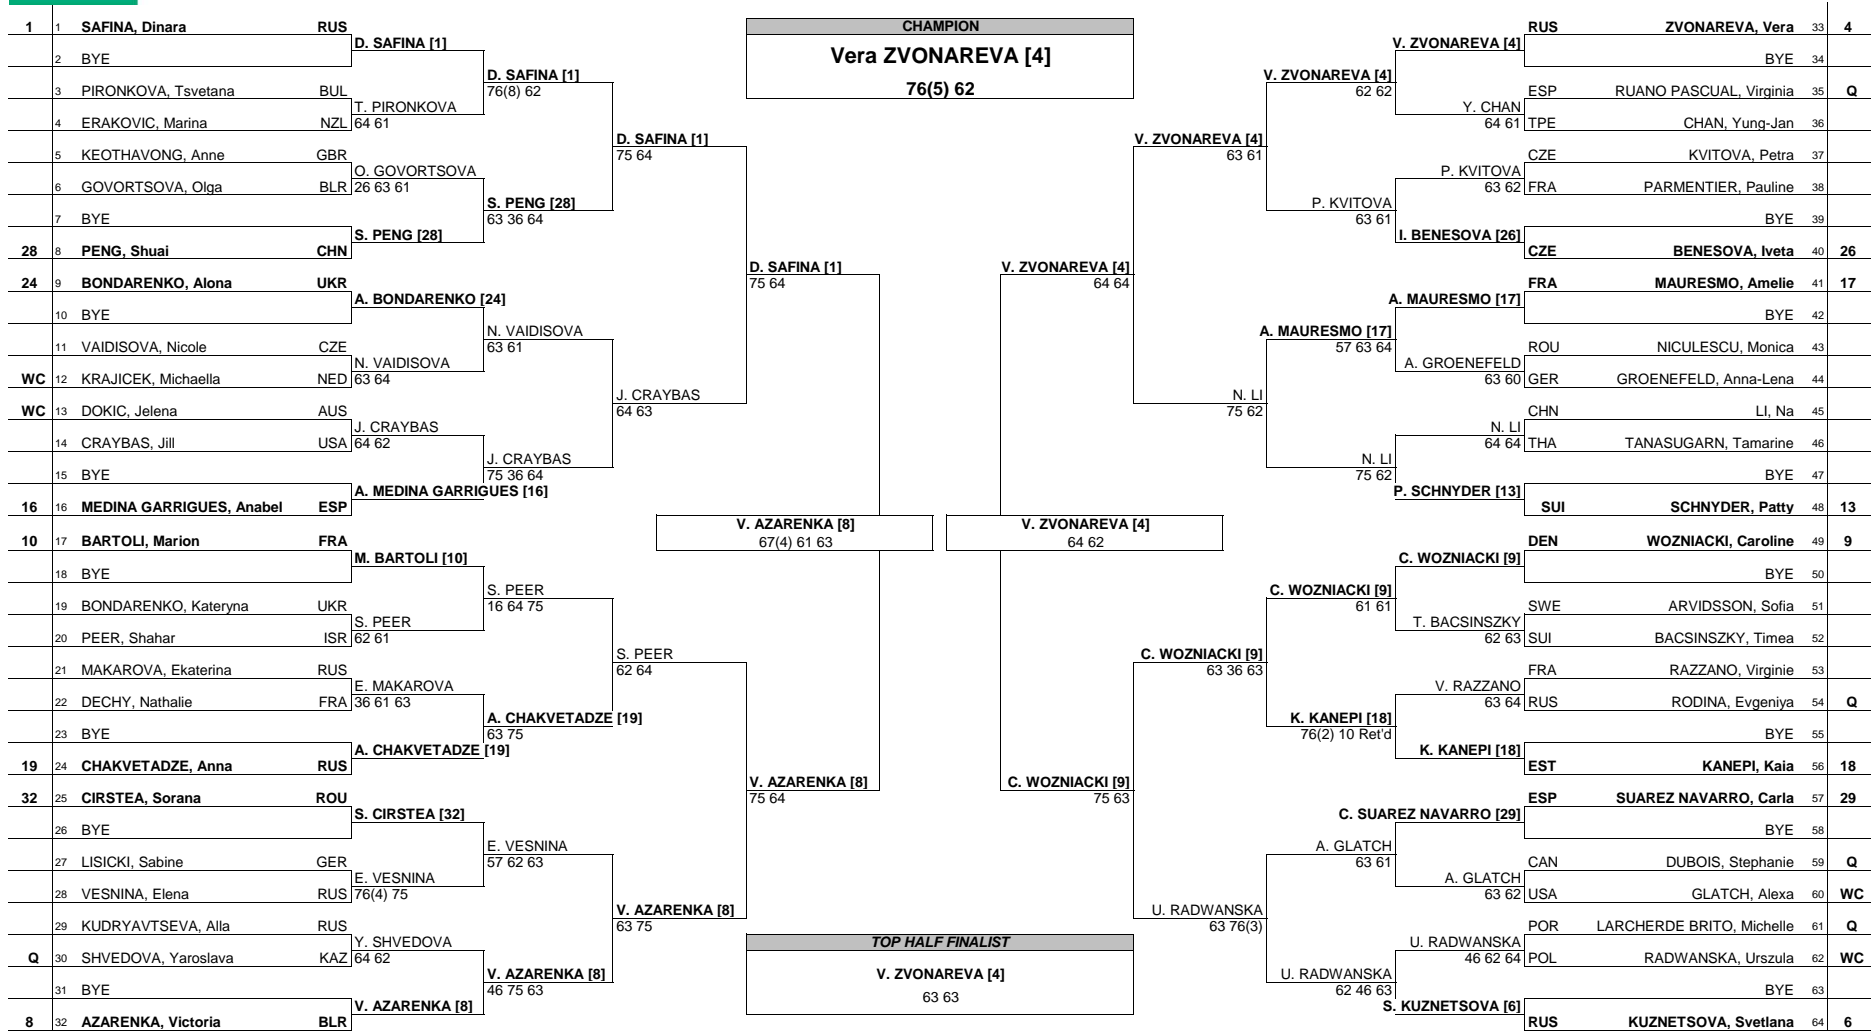 CHAMPION
Vera ZVONAREVA [4]
76(5) 62
1 1 SAFINA, Dinara RUS
D. SAFINA [1]
2 BYE
D. SAFINA [1]
76(8) 62
3 PIRONKOVA, Tsvetana BUL
T. PIRONKOVA
4 ERAKOVIC, Marina NZL 64 61
D. SAFINA [1]
75 64
5 KEOTHAVONG, Anne GBR
O. GOVORTSOVA
6 GOVORTSOVA, Olga BLR 26 63 61
S. PENG [28]
63 36 64
7 BYE
S. PENG [28]
28 8 PENG, Shuai CHN
D. SAFINA [1]
75 64
24 9 BONDARENKO, Alona UKR
A. BONDARENKO [24]
10 BYE
N. VAIDISOVA
63 61
11 VAIDISOVA, Nicole CZE
N. VAIDISOVA
WC 12 KRAJICEK, Michaella NED 63 64
J. CRAYBAS
64 63
WC 13 DOKIC, Jelena AUS
J. CRAYBAS
14 CRAYBAS, Jill USA 64 62
J. CRAYBAS
75 36 64
15 BYE
A. MEDINA GARRIGUES [16]
16 16 MEDINA GARRIGUES, Anabel ESP
V. AZARENKA [8]
67(4) 61 63
10 17 BARTOLI, Marion FRA
M. BARTOLI [10]
18 BYE
S. PEER
16 64 75
19 BONDARENKO, Kateryna UKR
S. PEER
20 PEER, Shahar ISR 62 61
S. PEER
62 64
21 MAKAROVA, Ekaterina RUS
E. MAKAROVA
22 DECHY, Nathalie FRA 36 61 63
A. CHAKVETADZE [19]
63 75
23 BYE
A. CHAKVETADZE [19]
19 24 CHAKVETADZE, Anna RUS
V. AZARENKA [8]
75 64
32 25 CIRSTEA, Sorana ROU
S. CIRSTEA [32]
26 BYE
E. VESNINA
57 62 63
27 LISICKI, Sabine GER
E. VESNINA
28 VESNINA, Elena RUS 76(4) 75
V. AZARENKA [8]
63 75
29 KUDRYAVTSEVA, Alla RUS
Y. SHVEDOVA
Q 30 SHVEDOVA, Yaroslava KAZ 64 62
V. AZARENKA [8]
46 75 63
31 BYE
V. AZARENKA [8]
8 32 AZARENKA, Victoria BLR
RUS ZVONAREVA, Vera 33 4
V. ZVONAREVA [4]
BYE 34
V. ZVONAREVA [4]
62 62
ESP RUANO PASCUAL, Virginia 35 Q
Y. CHAN
64 61 TPE CHAN, Yung-Jan 36
V. ZVONAREVA [4]
63 61
CZE KVITOVA, Petra 37
P. KVITOVA
63 62 FRA PARMENTIER, Pauline 38
P. KVITOVA
63 61
BYE 39
I. BENESOVA [26]
CZE BENESOVA, Iveta 40 26
V. ZVONAREVA [4]
64 64
FRA MAURESMO, Amelie 41 17
A. MAURESMO [17]
BYE 42
A. MAURESMO [17]
57 63 64
ROU NICULESCU, Monica 43
A. GROENEFELD
63 60 GER GROENEFELD, Anna-Lena 44
N. LI
75 62
CHN LI, Na 45
N. LI
64 64 THA TANASUGARN, Tamarine 46
N. LI
75 62
BYE 47
P. SCHNYDER [13]
SUI SCHNYDER, Patty 48 13
V. ZVONAREVA [4]
64 62
DEN WOZNIACKI, Caroline 49 9
C. WOZNIACKI [9]
BYE 50
C. WOZNIACKI [9]
61 61
SWE ARVIDSSON, Sofia 51
T. BACSINSZKY
62 63 SUI BACSINSZKY, Timea 52
C. WOZNIACKI [9]
63 36 63
FRA RAZZANO, Virginie 53
V. RAZZANO
63 64 RUS RODINA, Evgeniya 54 Q
K. KANEPI [18]
76(2) 10 Ret'd
BYE 55
K. KANEPI [18]
EST KANEPI, Kaia 56 18
C. WOZNIACKI [9]
75 63
ESP SUAREZ NAVARRO, Carla 57 29
C. SUAREZ NAVARRO [29]
BYE 58
A. GLATCH
63 61
CAN DUBOIS, Stephanie 59 Q
A. GLATCH
63 62 USA GLATCH, Alexa 60 WC
U. RADWANSKA
63 76(3)
POR LARCHERDE BRITO, Michelle 61 Q
U. RADWANSKA
46 62 64 POL RADWANSKA, Urszula 62 WC
U. RADWANSKA
62 46 63
BYE 63
S. KUZNETSOVA [6]
RUS KUZNETSOVA, Svetlana 64 6
TOP HALF FINALIST
V. ZVONAREVA [4]
63 63